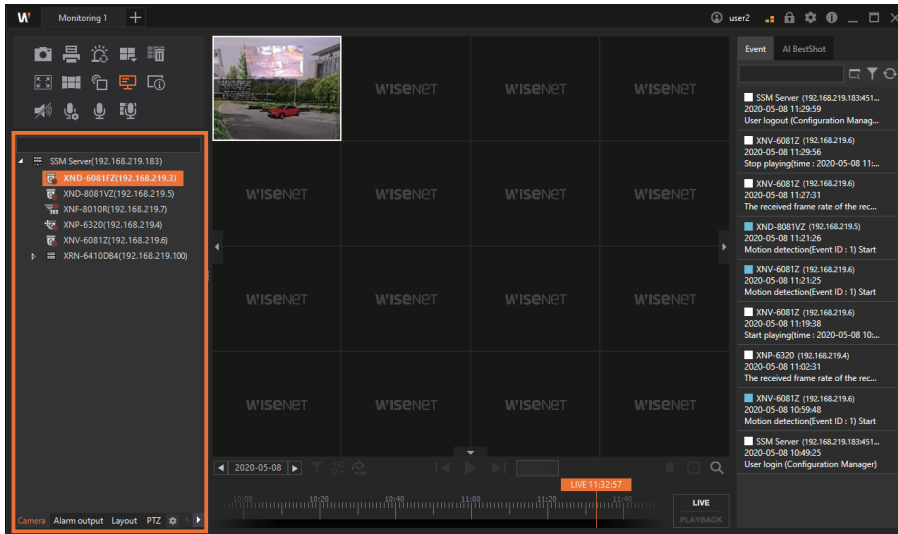 W Monitoring 1 +
user2
SSM Server(192.168.219.183)
XND-6081FZ(192.168.219.3)
XND-8081VZ(192.168.219.5)
XNF-8010R(192.168.219.7)
XNP-6320(192.168.219.4)
XNV-6081Z(192.168.219.6)
XRN-6410DB4(192.168.219.100)
Camera Alarm output Layout PTZ
WISENET WISENET WISENET
WISENET WISENET WISENET WISENET
WISENET WISENET WISENET WISENET
WISENET WISENET WISENET WISENET
2020-05-08
LIVE 11:32:57
10:00 10:20 10:40 11:00 11:20 11:40
LIVE
PLAYBACK
Event AI BestShot
SSM Server (192.168.219.183:451...
2020-05-08 11:29:59
User logout (Configuration Manag...
XNV-6081Z (192.168.219.6)
2020-05-08 11:29:56
Stop playing(time : 2020-05-08 11:...
XNV-6081Z (192.168.219.6)
2020-05-08 11:27:31
The received frame rate of the rec...
XND-8081VZ (192.168.219.5)
2020-05-08 11:21:26
Motion detection(Event ID : 1) Start
XNV-6081Z (192.168.219.6)
2020-05-08 11:21:25
Motion detection(Event ID : 1) Start
XNV-6081Z (192.168.219.6)
2020-05-08 11:19:38
Start playing(time : 2020-05-08 10:...
XNP-6320 (192.168.219.4)
2020-05-08 11:02:31
The received frame rate of the rec...
XNV-6081Z (192.168.219.6)
2020-05-08 10:59:48
Motion detection(Event ID : 1) Start
SSM Server (192.168.219.183:451...
2020-05-08 10:49:25
User login (Configuration Manager)